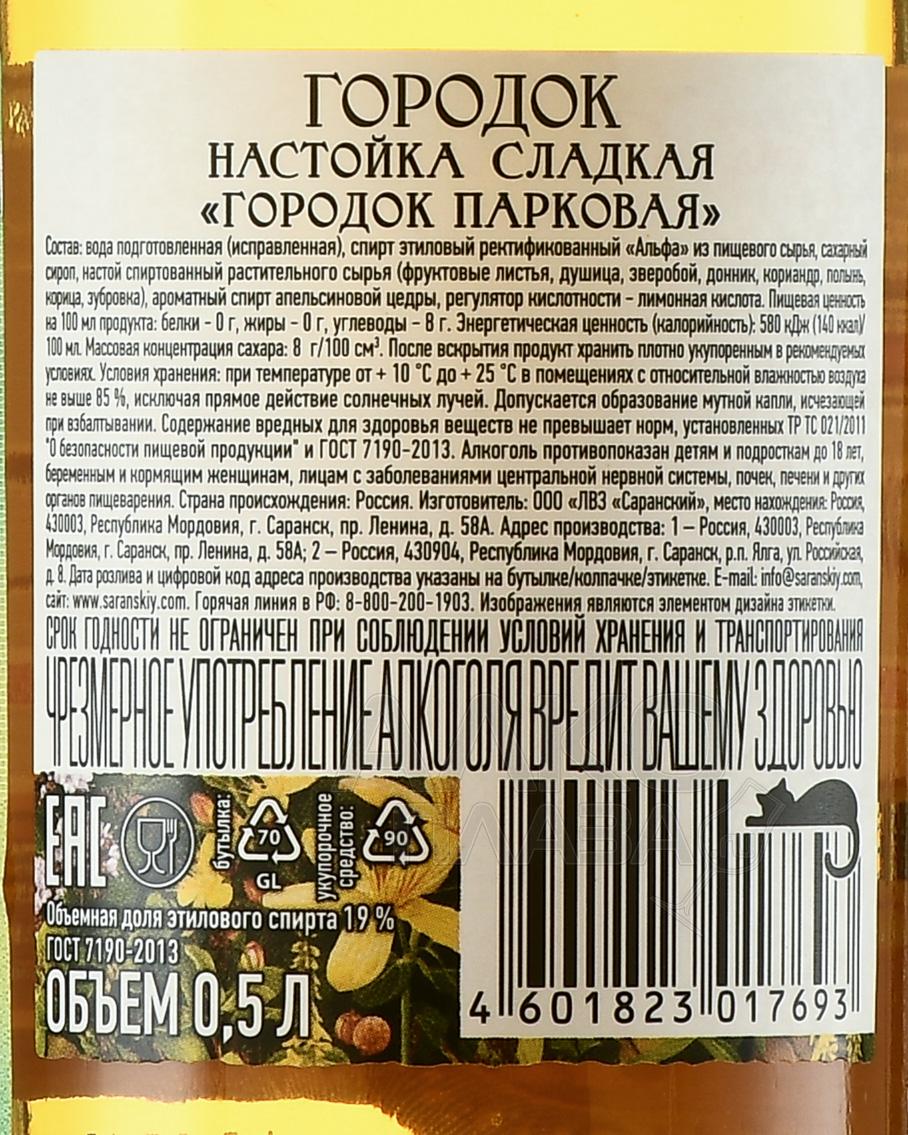 ГОРОДОК
НАСТОЙКА СЛАДКАЯ
«ГОРОДОК ПАРКОВАЯ»
Состав: вода подготовленная (исправленная), спирт этиловый ректификованный «Альфа» из пищевого сырья, сахарный
сироп, настой спиртованный растительного сырья (фруктовые листья, душица, зверобой, донник, кориандр, полынь,
корица, зубровка), ароматный спирт апельсиновой цедры, регулятор кислотности – лимонная кислота. Пищевая ценность
на 100 мл продукта: белки – 0 г, жиры – 0 г, углеводы – 8 г. Энергетическая ценность (калорийность): 580 кДж (140 ккал)/
100 мл. Массовая концентрация сахара: 8 г/100 см³. После вскрытия продукт хранить плотно укупоренным в рекомендуемых
условиях. Условия хранения: при температуре от + 10 °С до + 25 °С в помещениях с относительной влажностью воздуха
не выше 85 %, исключая прямое действие солнечных лучей. Допускается образование мутной капли, исчезающей
при взбалтывании. Содержание вредных для здоровья веществ не превышает норм, установленных ТР ТС 021/2011
"О безопасности пищевой продукции" и ГОСТ 7190-2013. Алкоголь противопоказан детям и подросткам до 18 лет,
беременным и кормящим женщинам, лицам с заболеваниями центральной нервной системы, почек, печени и других
органов пищеварения. Страна происхождения: Россия. Изготовитель: ООО «ЛВЗ «Саранский», место нахождения: Россия,
430003, Республика Мордовия, г. Саранск, пр. Ленина, д. 58А. Адрес производства: 1 – Россия, 430003, Республика
Мордовия, г. Саранск, пр. Ленина, д. 58А; 2 – Россия, 430904, Республика Мордовия, г. Саранск, р.п. Ялга, ул. Российская,
д. 8. Дата розлива и цифровой код адреса производства указаны на бутылке/колпачке/этикетке. E-mail: info@saranskiy.com,
сайт: www.saranskiy.com. Горячая линия в РФ: 8-800-200-1903. Изображения являются элементом дизайна этикетки.
СРОК ГОДНОСТИ НЕ ОГРАНИЧЕН ПРИ СОБЛЮДЕНИИ УСЛОВИЙ ХРАНЕНИЯ И ТРАНСПОРТИРОВАНИЯ
ЧРЕЗМЕРНОЕ УПОТРЕБЛЕНИЕ АЛКОГОЛЯ ВРЕДИТ ВАШЕМУ ЗДОРОВЬЮ
ЕАС
бутылка:
70
GL
укупорочное
средство:
90
Объемная доля этилового спирта 19 %
ГОСТ 7190-2013
ОБЪЕМ 0,5 Л
4 601823 017693
АЛКО
СЛАВА